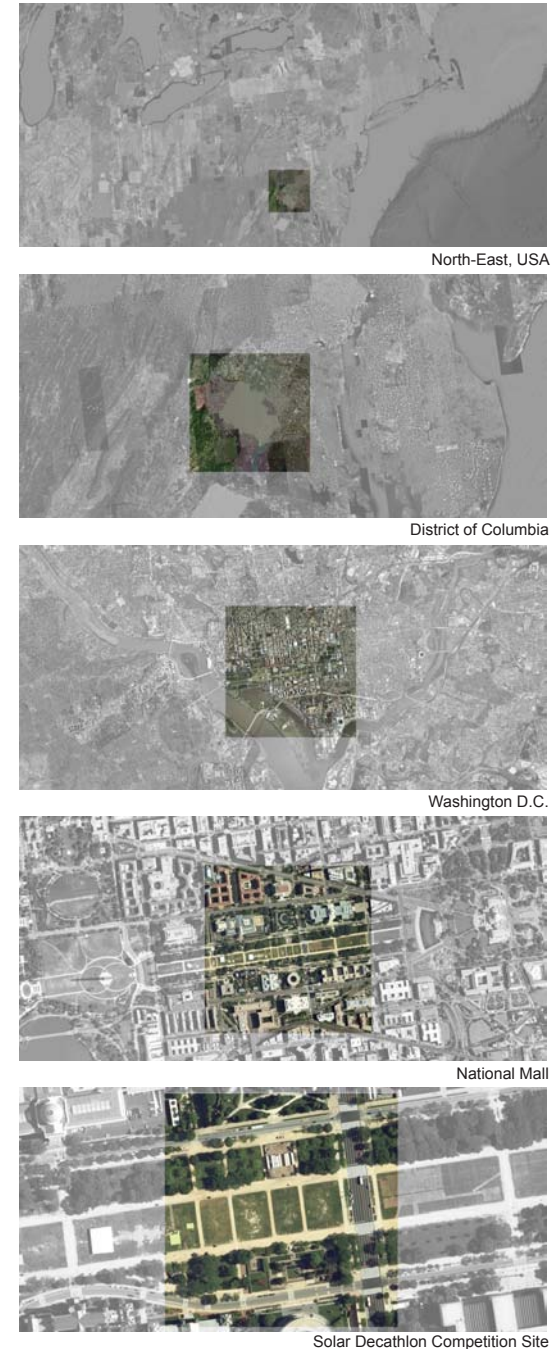 North-East, USA
District of Columbia
Washington D.C.
National Mall
Solar Decathlon Competition Site